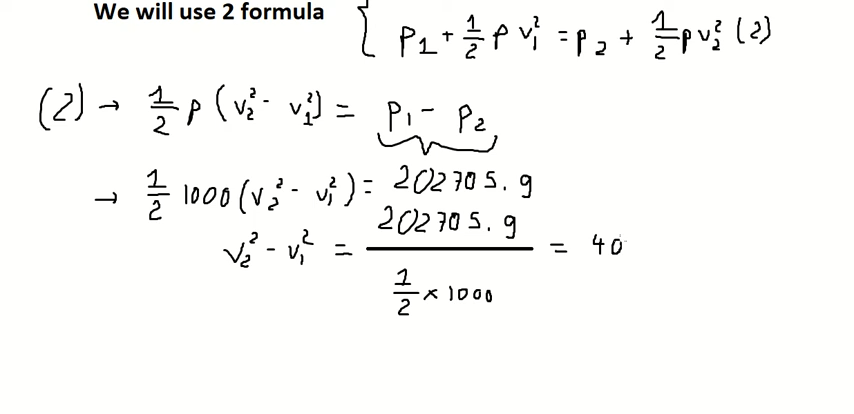 We will use 2 formula
{ P1 + 1/2 ρ v1² = p2 + 1/2 ρ v2² (2)
(2) → 1/2 ρ (v2² - v1²) = P1 - P2
→ 1/2 1000 (v2² - v1²) = 202705.9
v2² - v1² = 202705.9 / (1/2 × 1000) = 40